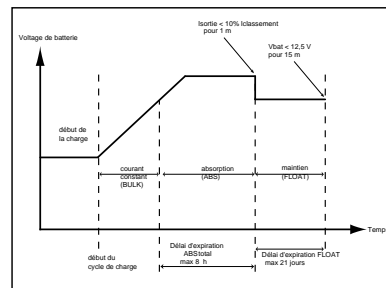 Isortie < 10% Iclassement
pour 1 m
Voltage de batterie
Vbat < 12,5 V
pour 15 m
début de
la charge
courant
constant
(BULK)
absorption
(ABS)
maintien
(FLOAT)
Temps
début du
cycle de charge
Délai d'expiration
ABStotal
max 8 h
Délai d'expiration FLOAT
max 21 jours